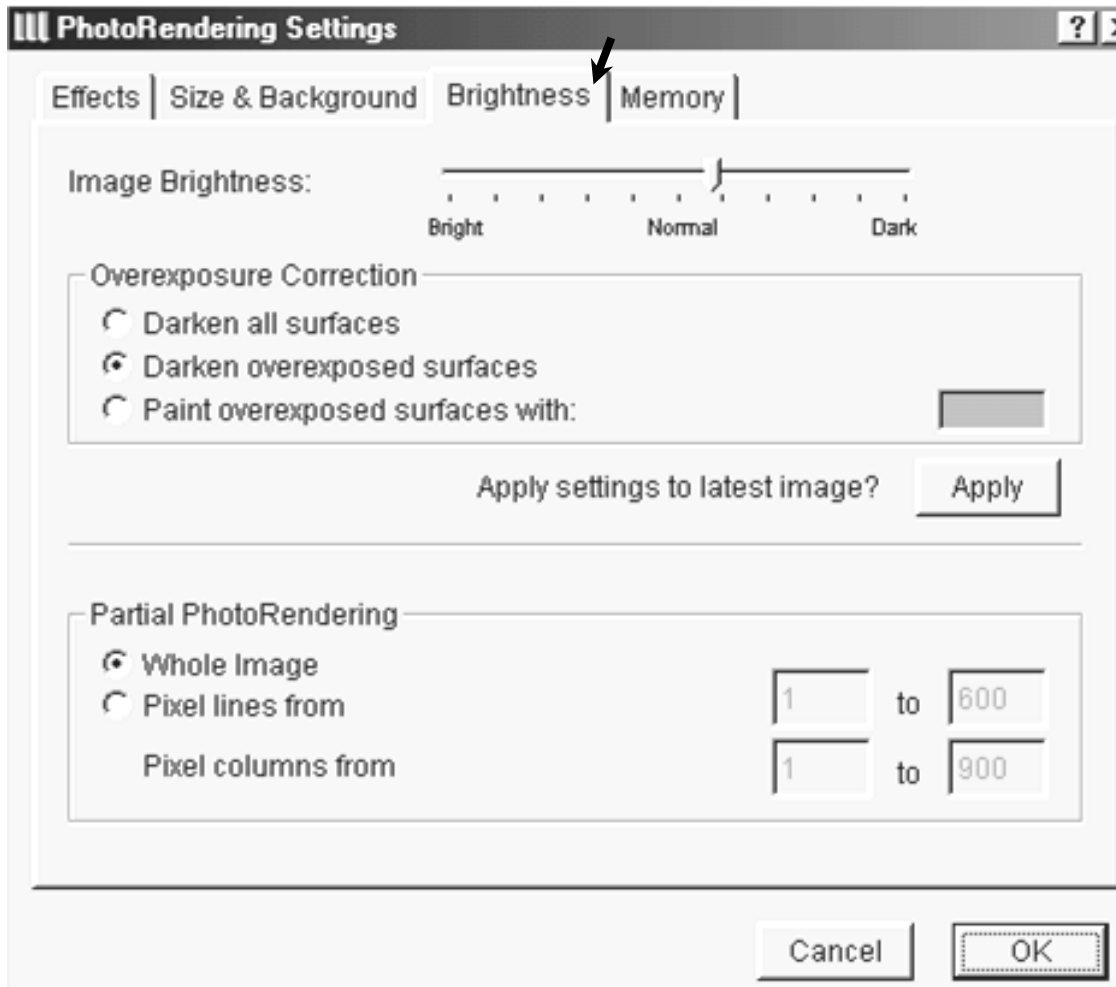 PhotoRendering Settings ?
Effects Size & Background Brightness Memory
Image Brightness:
Bright Normal Dark
Overexposure Correction
Darken all surfaces
Darken overexposed surfaces
Paint overexposed surfaces with:
Apply settings to latest image? Apply
Partial PhotoRendering
Whole Image
Pixel lines from 1 to 600
Pixel columns from 1 to 900
Cancel OK